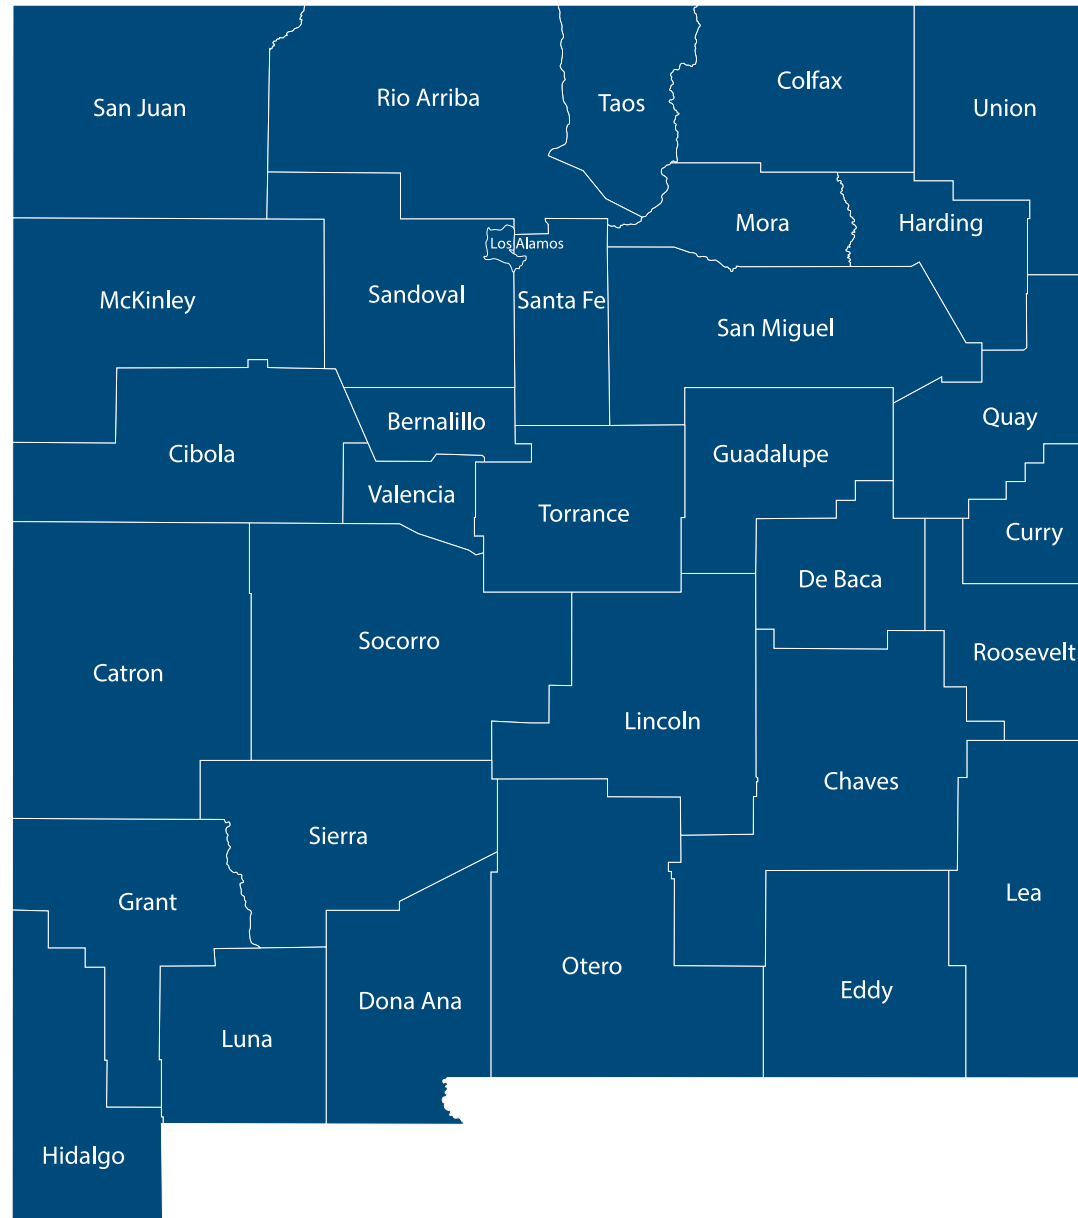 Colfax
Rio Arriba
Taos
San Juan
Union
Mora
Harding
Los Alamos
Sandoval
McKinley
Santa Fe
San Miguel
Quay
Bernalillo
Cibola
Guadalupe
Valencia
Torrance
Curry
De Baca
Socorro
Roosevelt
Catron
Lincoln
Chaves
Sierra
Lea
Grant
Otero
Eddy
Dona Ana
Luna
Hidalgo